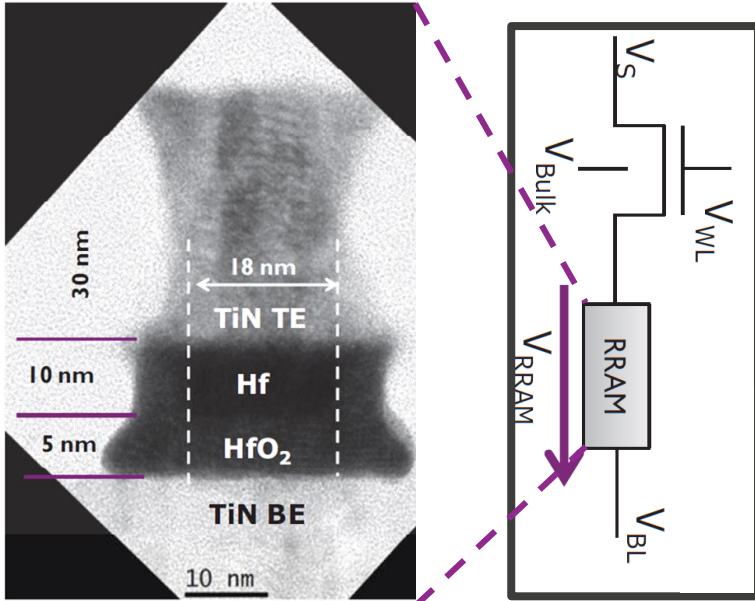 30 nm
18 nm
TiN TE
10 nm
Hf
5 nm
HfO2
TiN BE
10 nm
VS
VBulk
VWL
VRRAM
RRAM
VBL